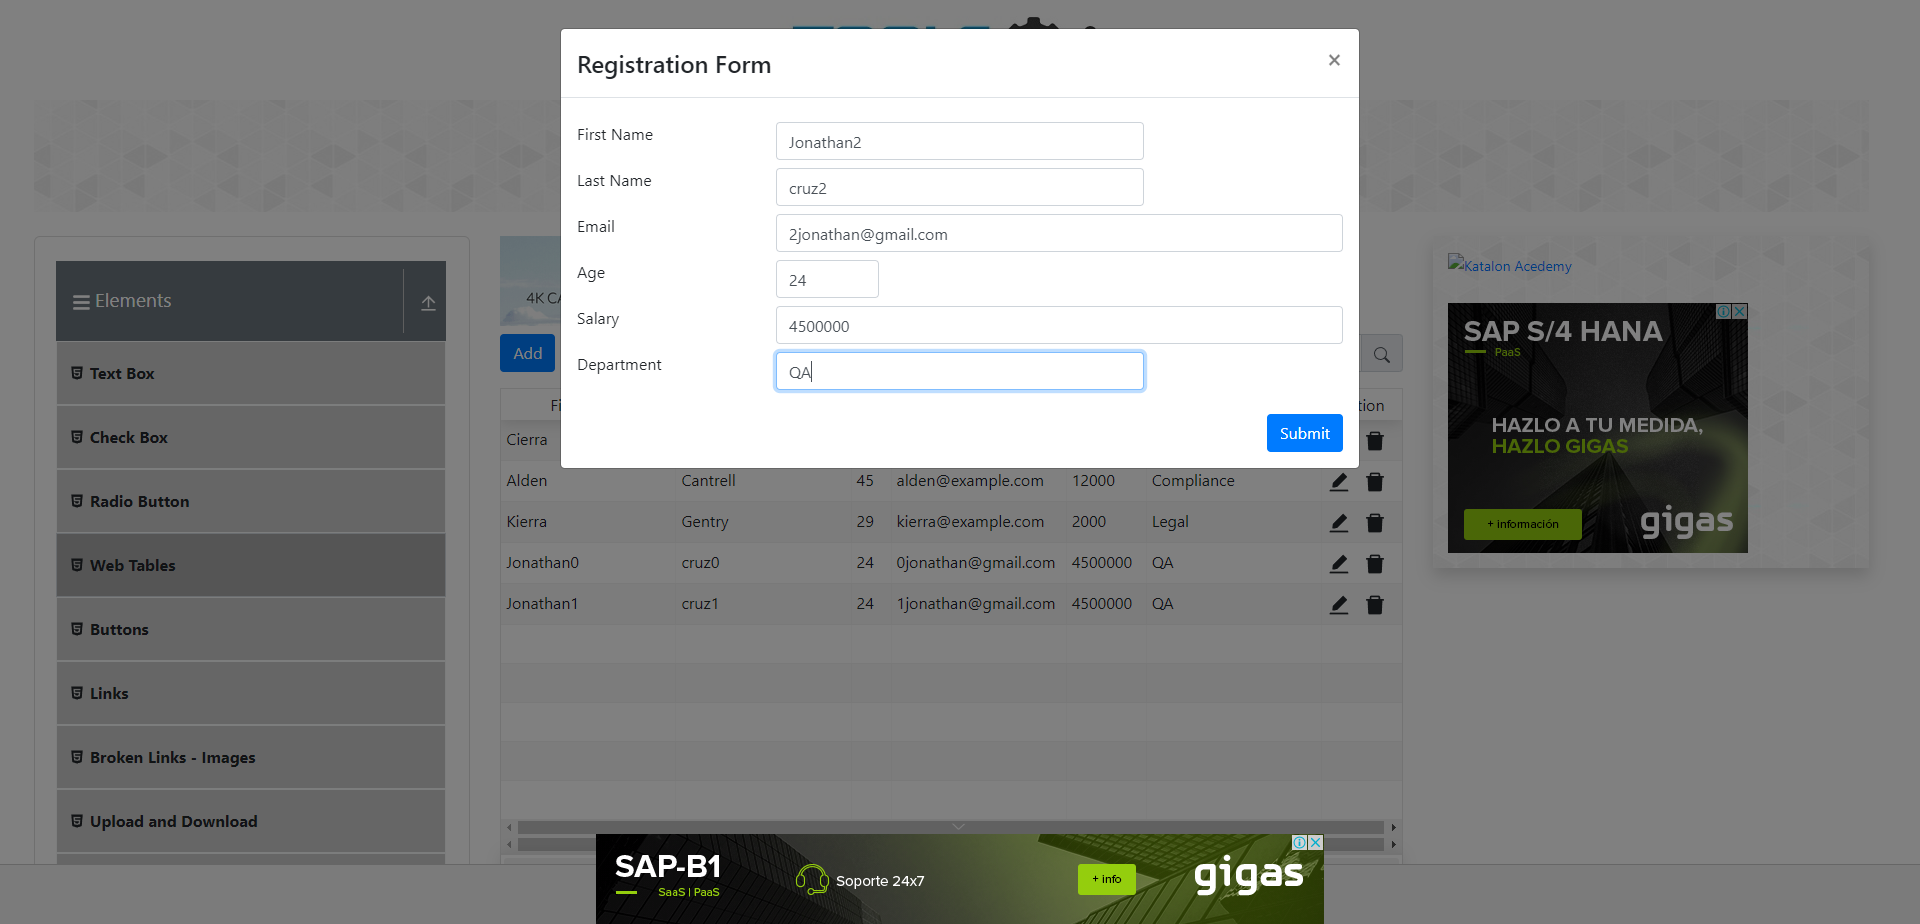 Registration Form
×
First Name
Jonathan2
Last Name
cruz2
Email
2jonathan@gmail.com
Age
24
Salary
4500000
Department
QA
Submit
Elements
Text Box
Check Box
Radio Button
Web Tables
Buttons
Links
Broken Links - Images
Upload and Download
4K CA
Add
Fi
tion
Cierra
Alden Cantrell 45 alden@example.com 12000 Compliance
Kierra Gentry 29 kierra@example.com 2000 Legal
Jonathan0 cruz0 24 0jonathan@gmail.com 4500000 QA
Jonathan1 cruz1 24 1jonathan@gmail.com 4500000 QA
Katalon Acedemy
SAP S/4 HANA
PaaS
HAZLO A TU MEDIDA,
HAZLO GIGAS
+ información
gigas
SAP-B1
SaaS | PaaS
Soporte 24x7
+ info
gigas